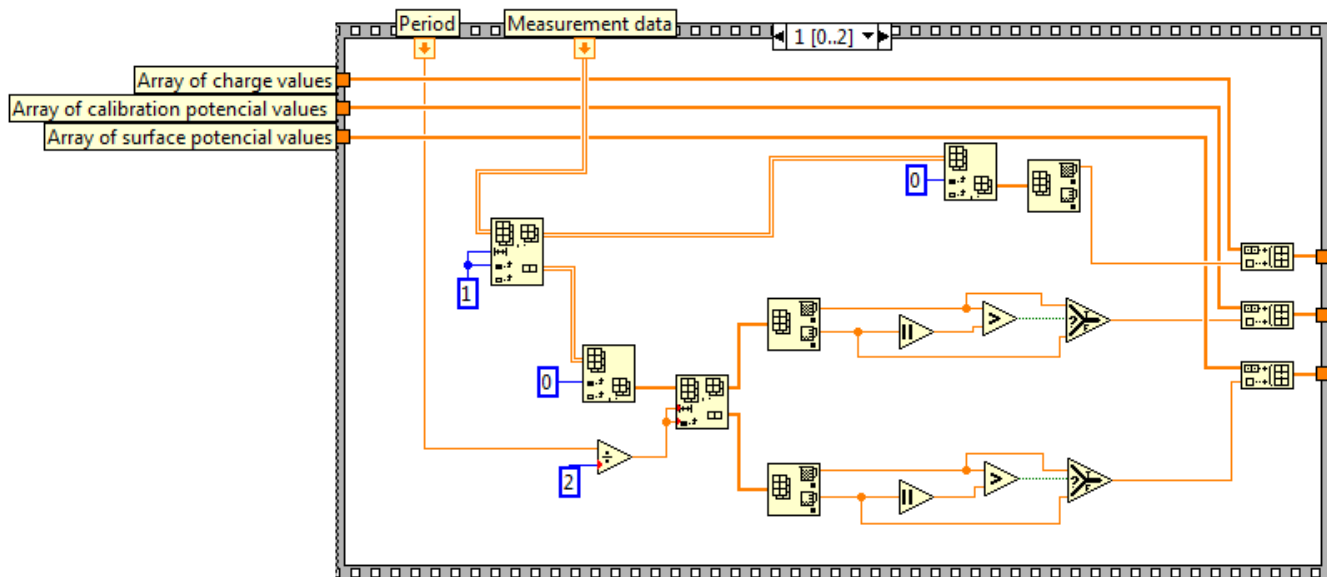 Period
Measurement data
1 [0..2]
Array of charge values
Array of calibration potencial values
Array of surface potencial values
0
1
0
2